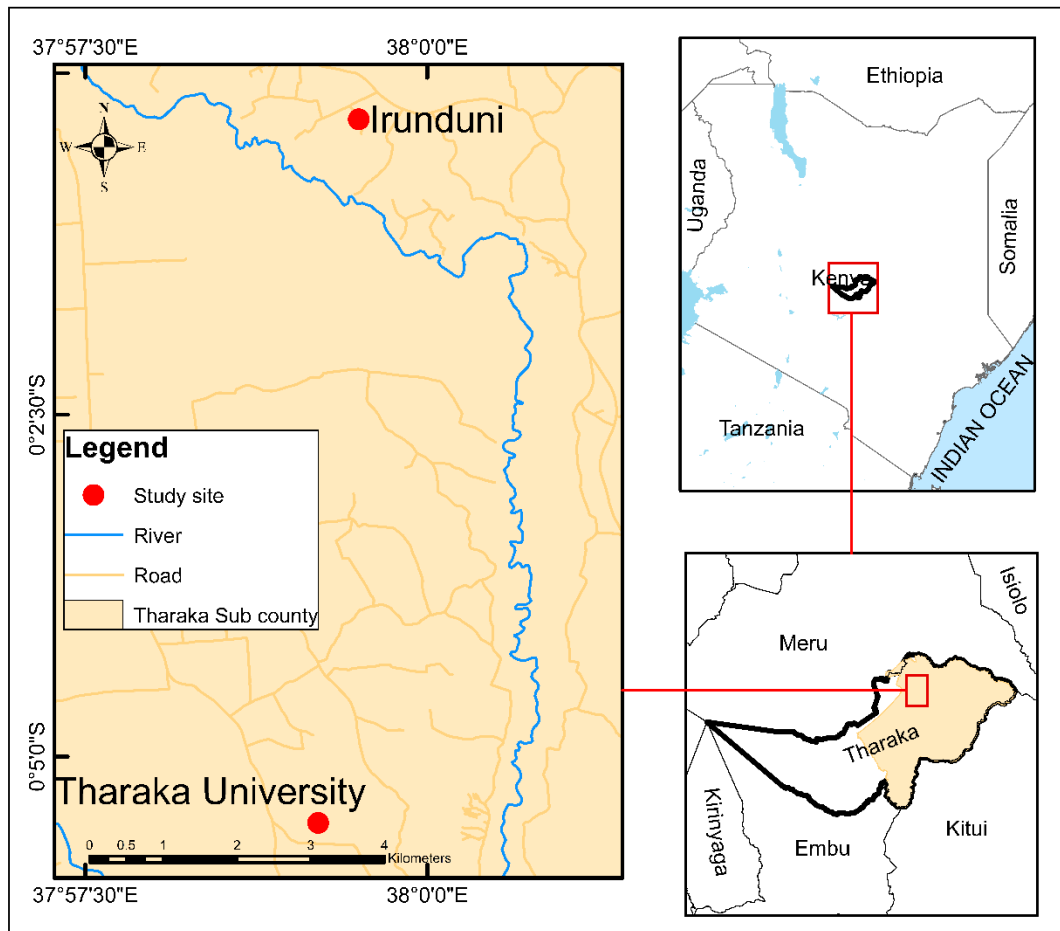 37°57'30"E
38°0'0"E
N
W
E
S
Irunduni
0°2'30"S
Legend
Study site
River
Road
Tharaka Sub county
0°5'0"S
Tharaka University
0 0.5 1 2 3 4
Kilometers
37°57'30"E
38°0'0"E
Ethiopia
Uganda
Somalia
Kenya
Tanzania
INDIAN OCEAN
Isiolo
Meru
Tharaka
Kirinyaga
Embu
Kitui